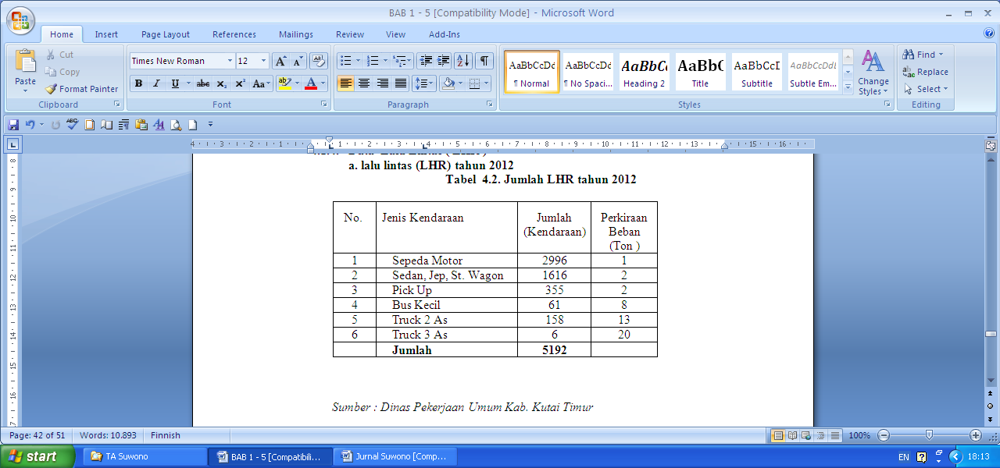 BAB 1 - 5 [Compatibility Mode] - Microsoft Word
Home Insert Page Layout References Mailings Review View Add-Ins
Paste
Cut
Copy
Format Painter
Clipboard
Times New Roman 12
Font
Paragraph
AaBbCcDd AaBbCcDd AaBbC AaBbC AaBbCcD AaBbCcDd
¶ Normal ¶ No Spaci... Heading 2 Title Subtitle Subtle Em...
Styles
Change Styles
Find
Replace
Select
Editing
a. lalu lintas (LHR) tahun 2012
Tabel 4.2. Jumlah LHR tahun 2012
No. Jenis Kendaraan Jumlah (Kendaraan) Perkiraan Beban (Ton )
1 Sepeda Motor 2996 1
2 Sedan, Jep, St. Wagon 1616 2
3 Pick Up 355 2
4 Bus Kecil 61 8
5 Truck 2 As 158 13
6 Truck 3 As 6 20
Jumlah 5192
Sumber : Dinas Pekerjaan Umum Kab. Kutai Timur
Page: 42 of 51 Words: 10.893 Finnish 100%
start TA Suwono BAB 1 - 5 [Compatibili... Jurnal Suwono [Comp... EN 18:13